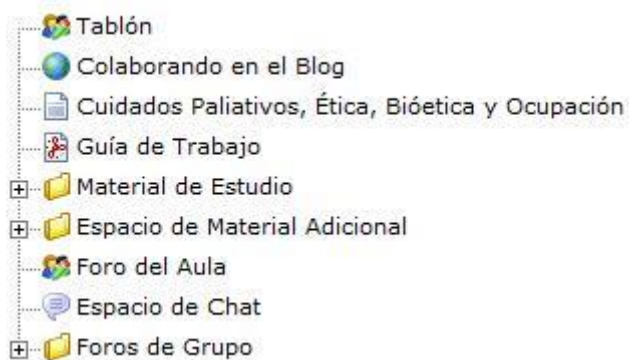 Tablón
Colaborando en el Blog
Cuidados Paliativos, Ética, Bióetica y Ocupación
Guía de Trabajo
Material de Estudio
Espacio de Material Adicional
Foro del Aula
Espacio de Chat
Foros de Grupo